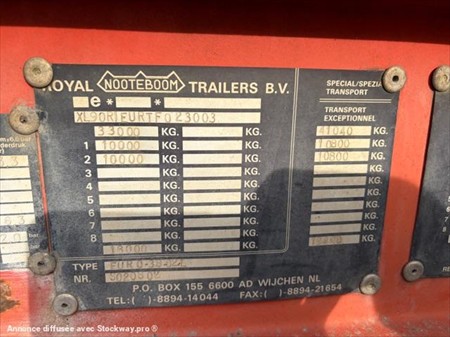 ROYAL NOOTEBOOM TRAILERS B.V.
SPECIAL/SPEZIA
TRANSPORT
e * *
TRANSPORT
EXCEPTIONNEL
33000 KG. KG. 41040 KG.
1 10000 KG. KG. 10800 KG.
2 10000 KG. KG. 10800 KG.
3 KG. KG. KG.
4 KG. KG. KG.
5 KG. KG. KG.
6 KG. KG. KG.
7 KG. KG. KG.
8 KG. KG. KG.
13000 KG. KG. KG.
TYPE
NR.
P.O. BOX 155 6600 AD WIJCHEN NL
TEL:( )-8894-14044 FAX:( )-8894-21654
Annonce diffusée avec Stockway.pro ®